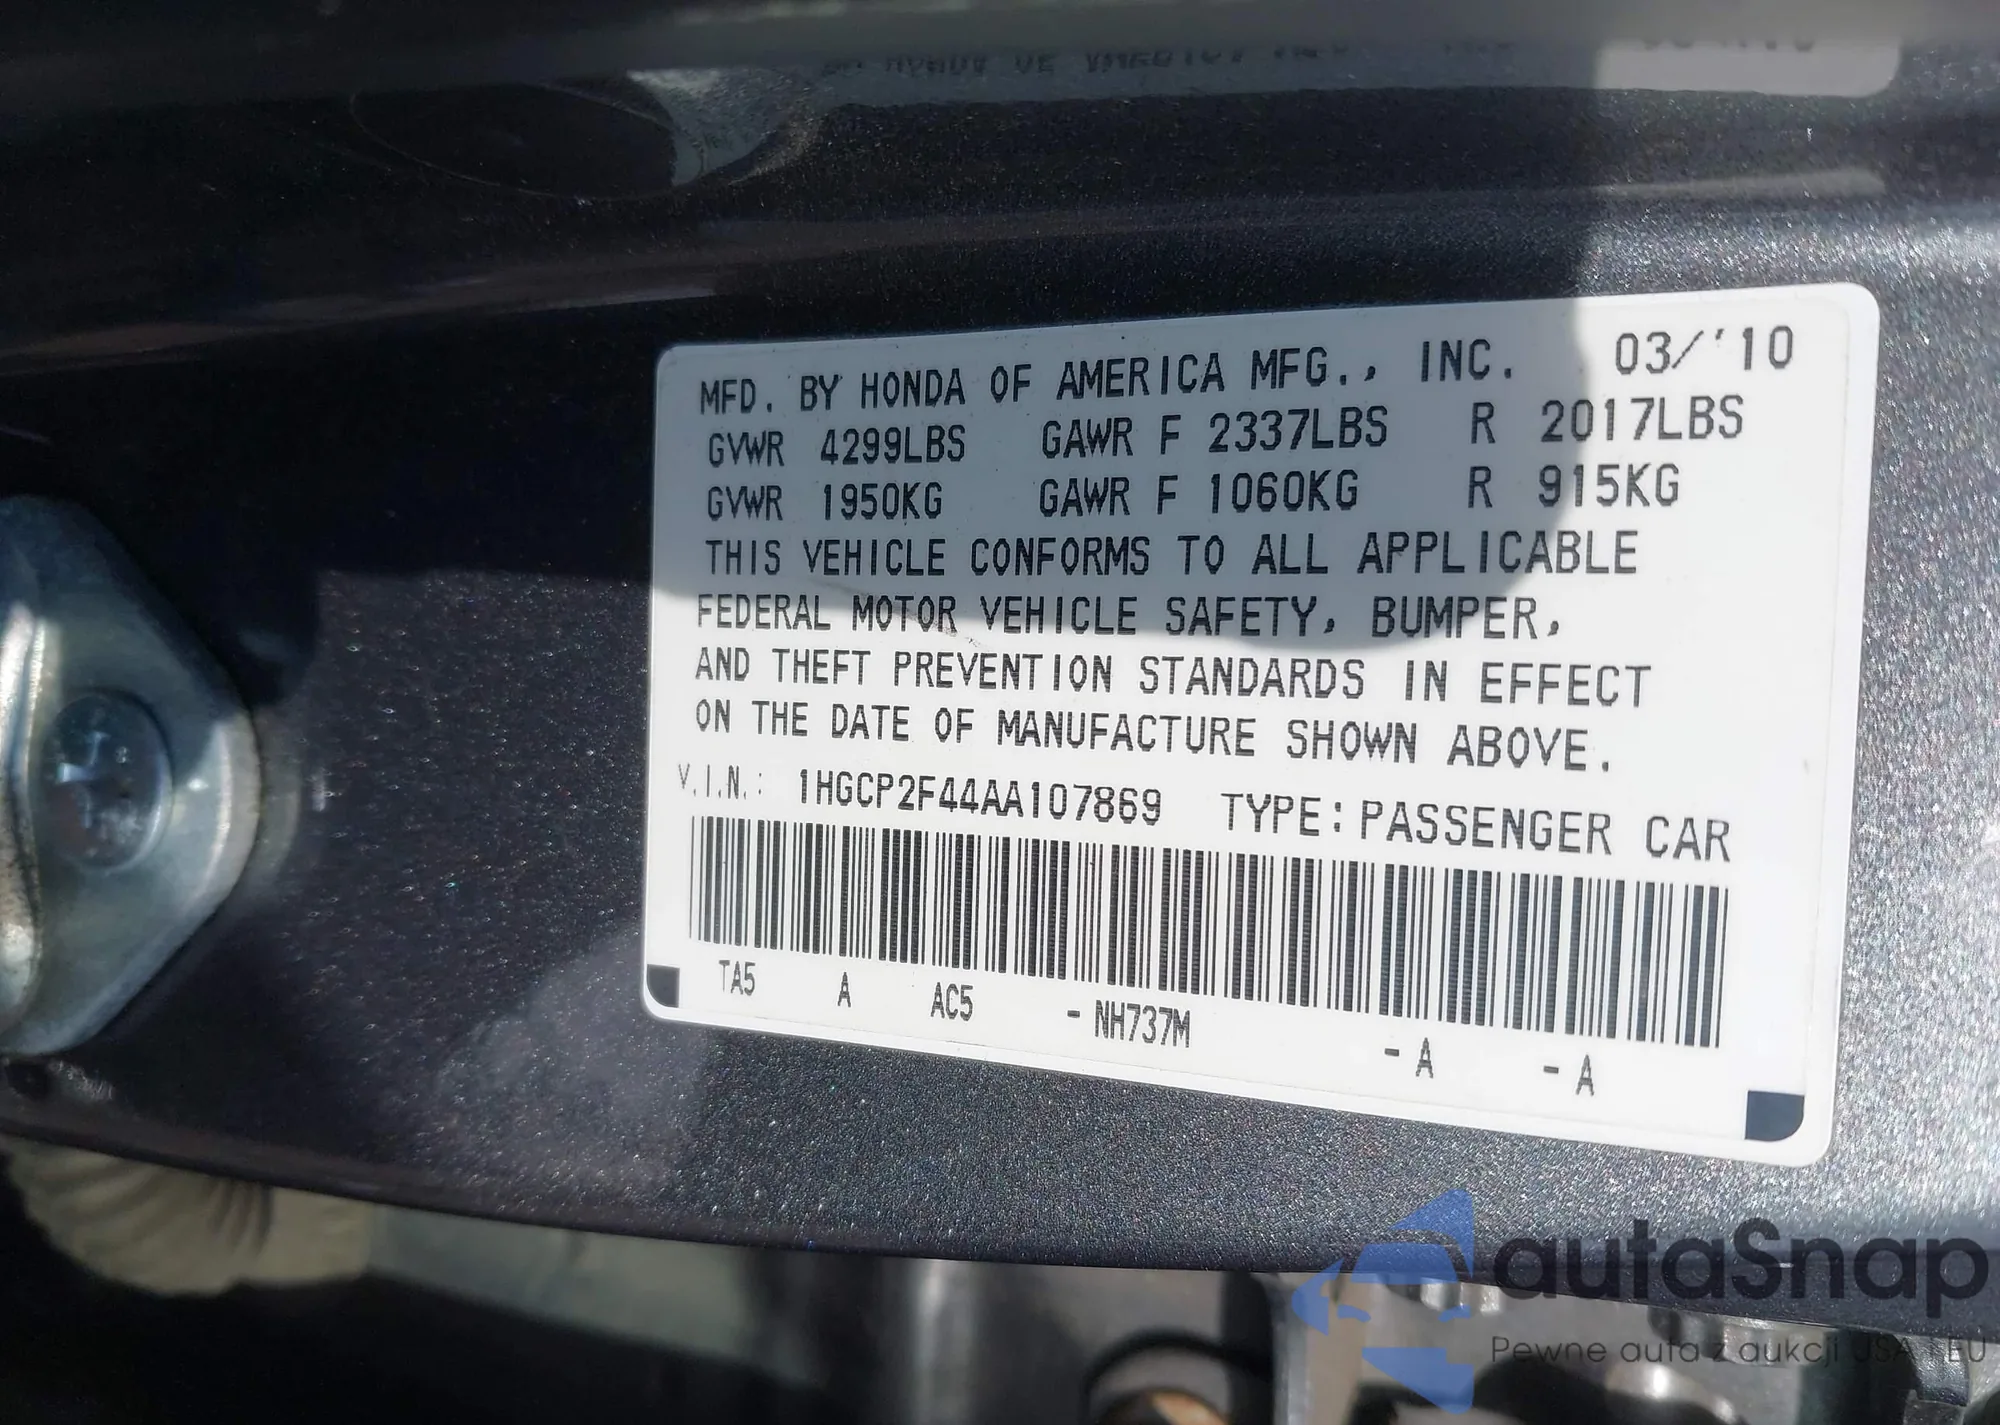 MFD. BY HONDA OF AMERICA MFG., INC. 03/'10
GVWR 4299LBS GAWR F 2337LBS R 2017LBS
GVWR 1950KG GAWR F 1060KG R 915KG
THIS VEHICLE CONFORMS TO ALL APPLICABLE
FEDERAL MOTOR VEHICLE SAFETY, BUMPER,
AND THEFT PREVENTION STANDARDS IN EFFECT
ON THE DATE OF MANUFACTURE SHOWN ABOVE.
V.I.N.: 1HGCP2F44AA107869 TYPE: PASSENGER CAR
TA5 A AC5 - NH737M - A - A
autaSnap
Pewne auta z aukcji USA i EU